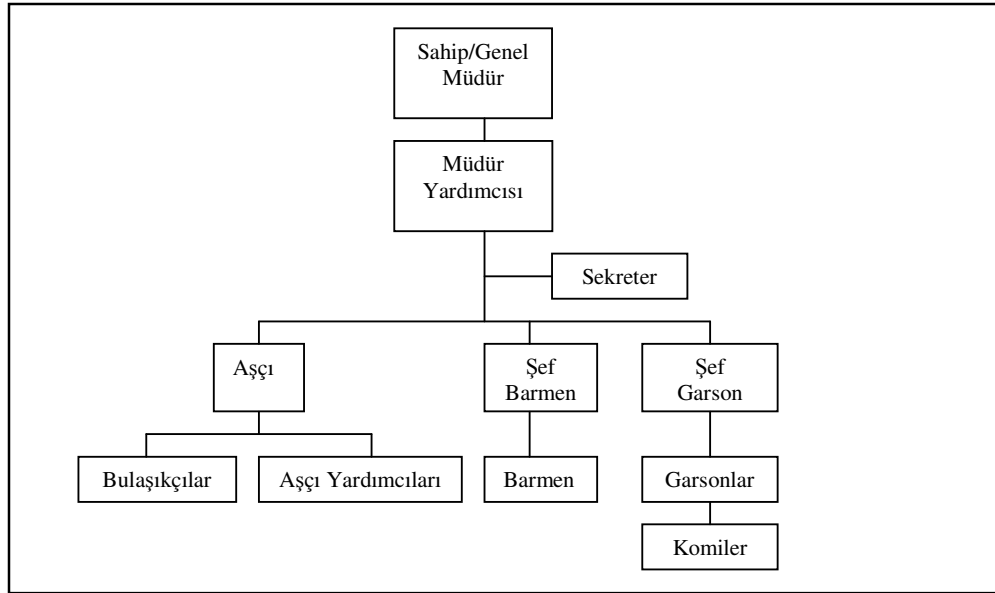 Sahip/Genel
Müdür
Müdür
Yardımcısı
Sekreter
Aşçı
Şef
Barmen
Şef
Garson
Bulaşıkçılar
Aşçı Yardımcıları
Barmen
Garsonlar
Komiler